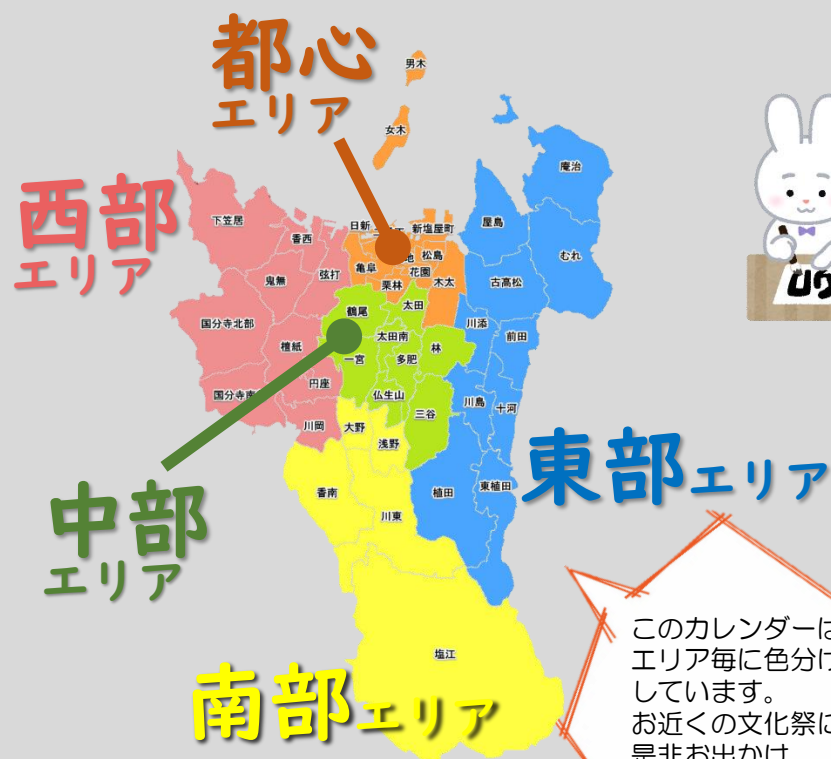 都心
エリア
男木
女木
西部
エリア
下笠居
香西
鬼無
弦打
国分寺北部
檀紙
円座
川岡
日新
新塩屋町
亀阜
松島
花園
栗林
木太
鶴尾
太田
太田南
林
一宮
多肥
仏生山
三谷
庵治
屋島
むれ
古高松
川添
前田
川島
十河
植田
東植田
大野
浅野
香南
川東
塩江
中部
エリア
東部エリア
南部エリア
このカレンダーは
エリア毎に色分け
しています。
お近くの文化祭に
是非お出かけ